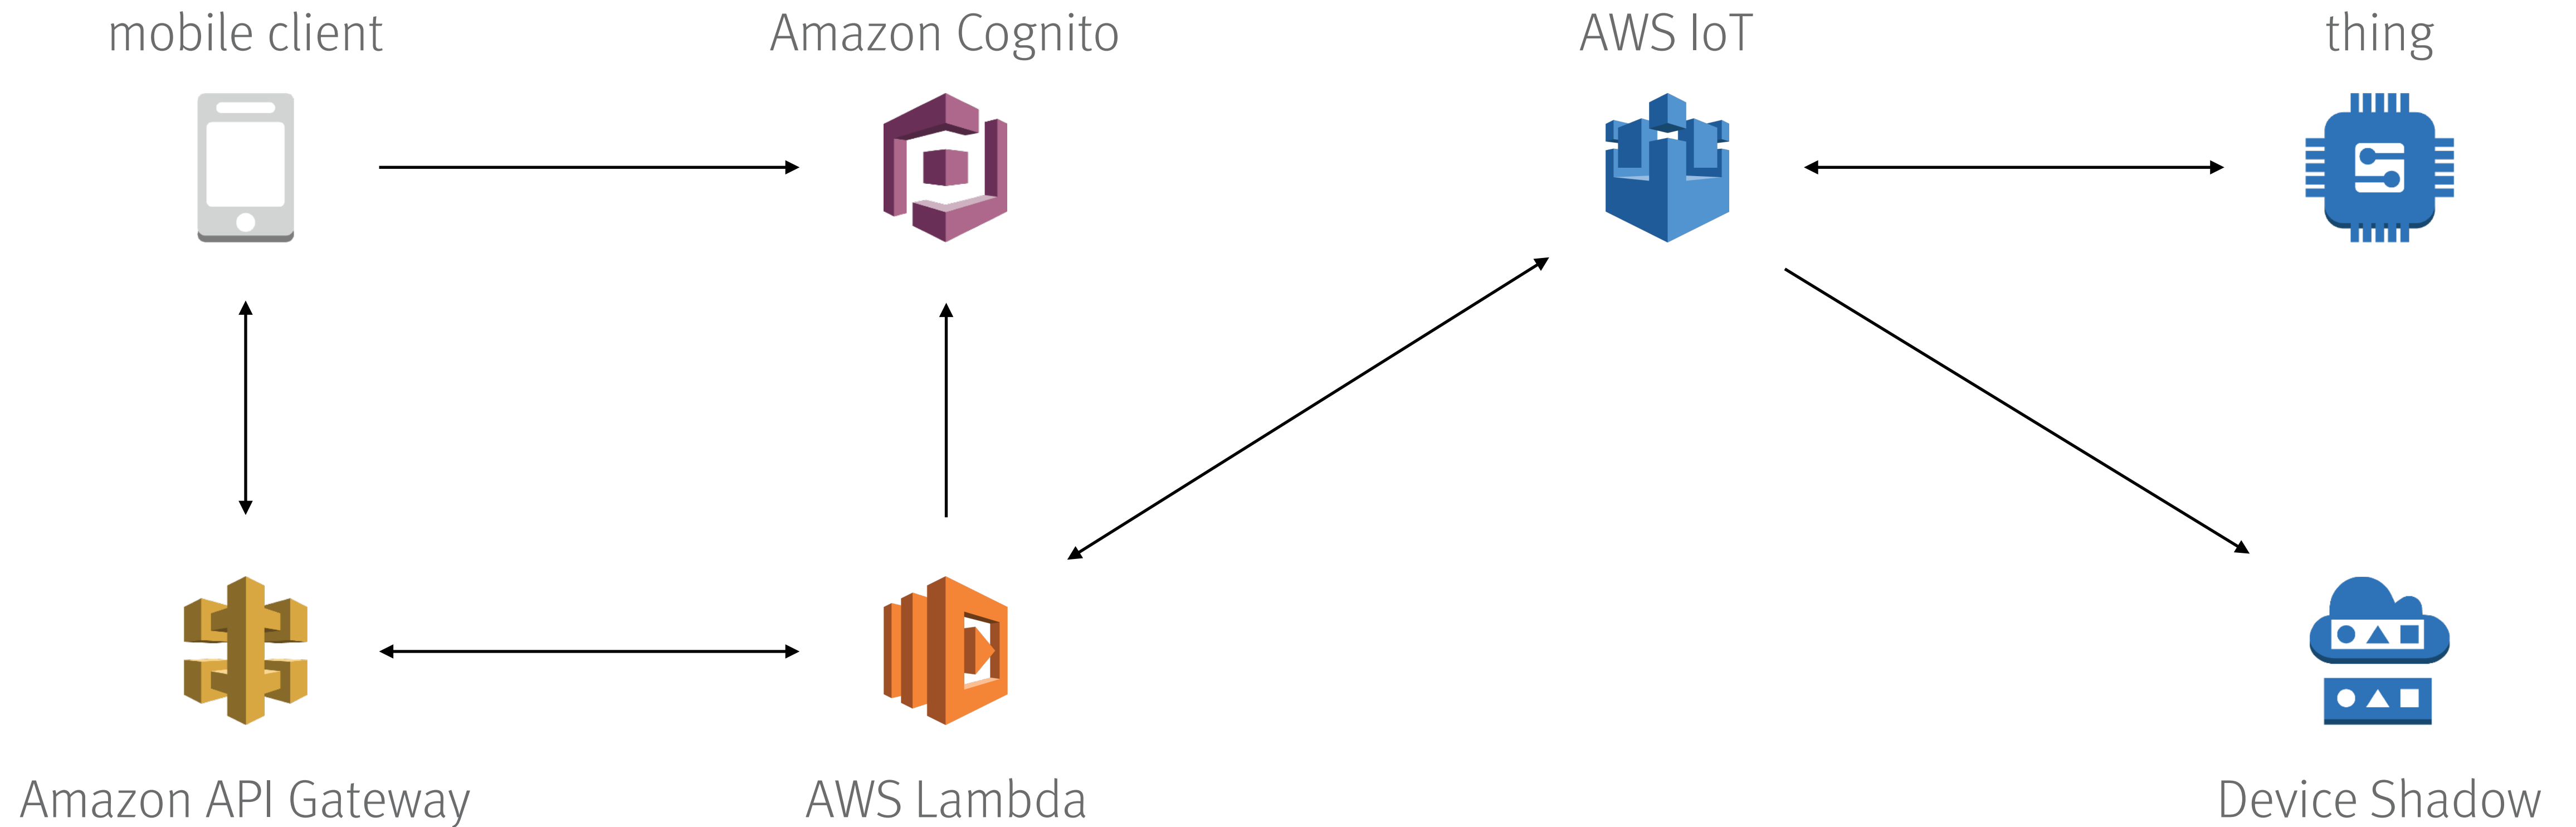 mobile client
Amazon Cognito
AWS IoT
thing
Amazon API Gateway
AWS Lambda
Device Shadow